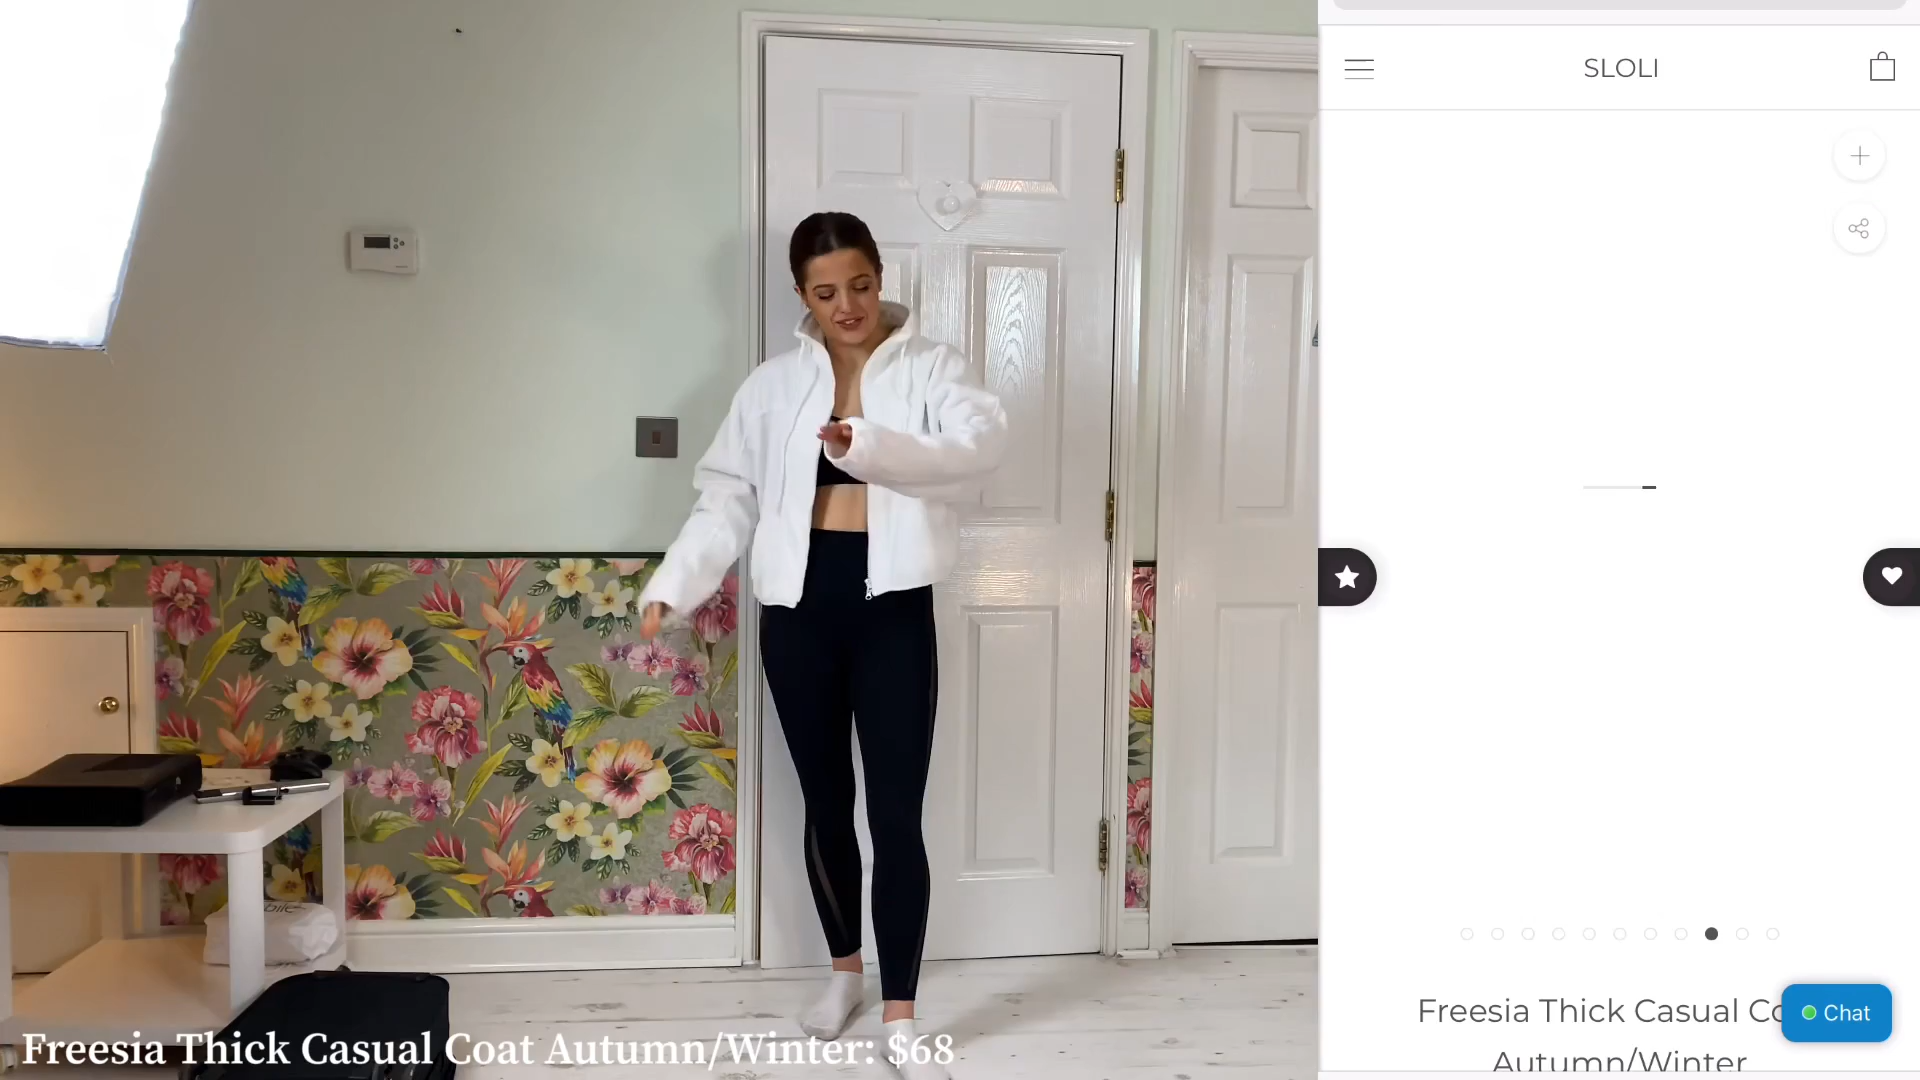 SLOLI
Freesia Thick Casual Co
Autumn/Winter
Chat
Freesia Thick Casual Coat Autumn/Winter: $68